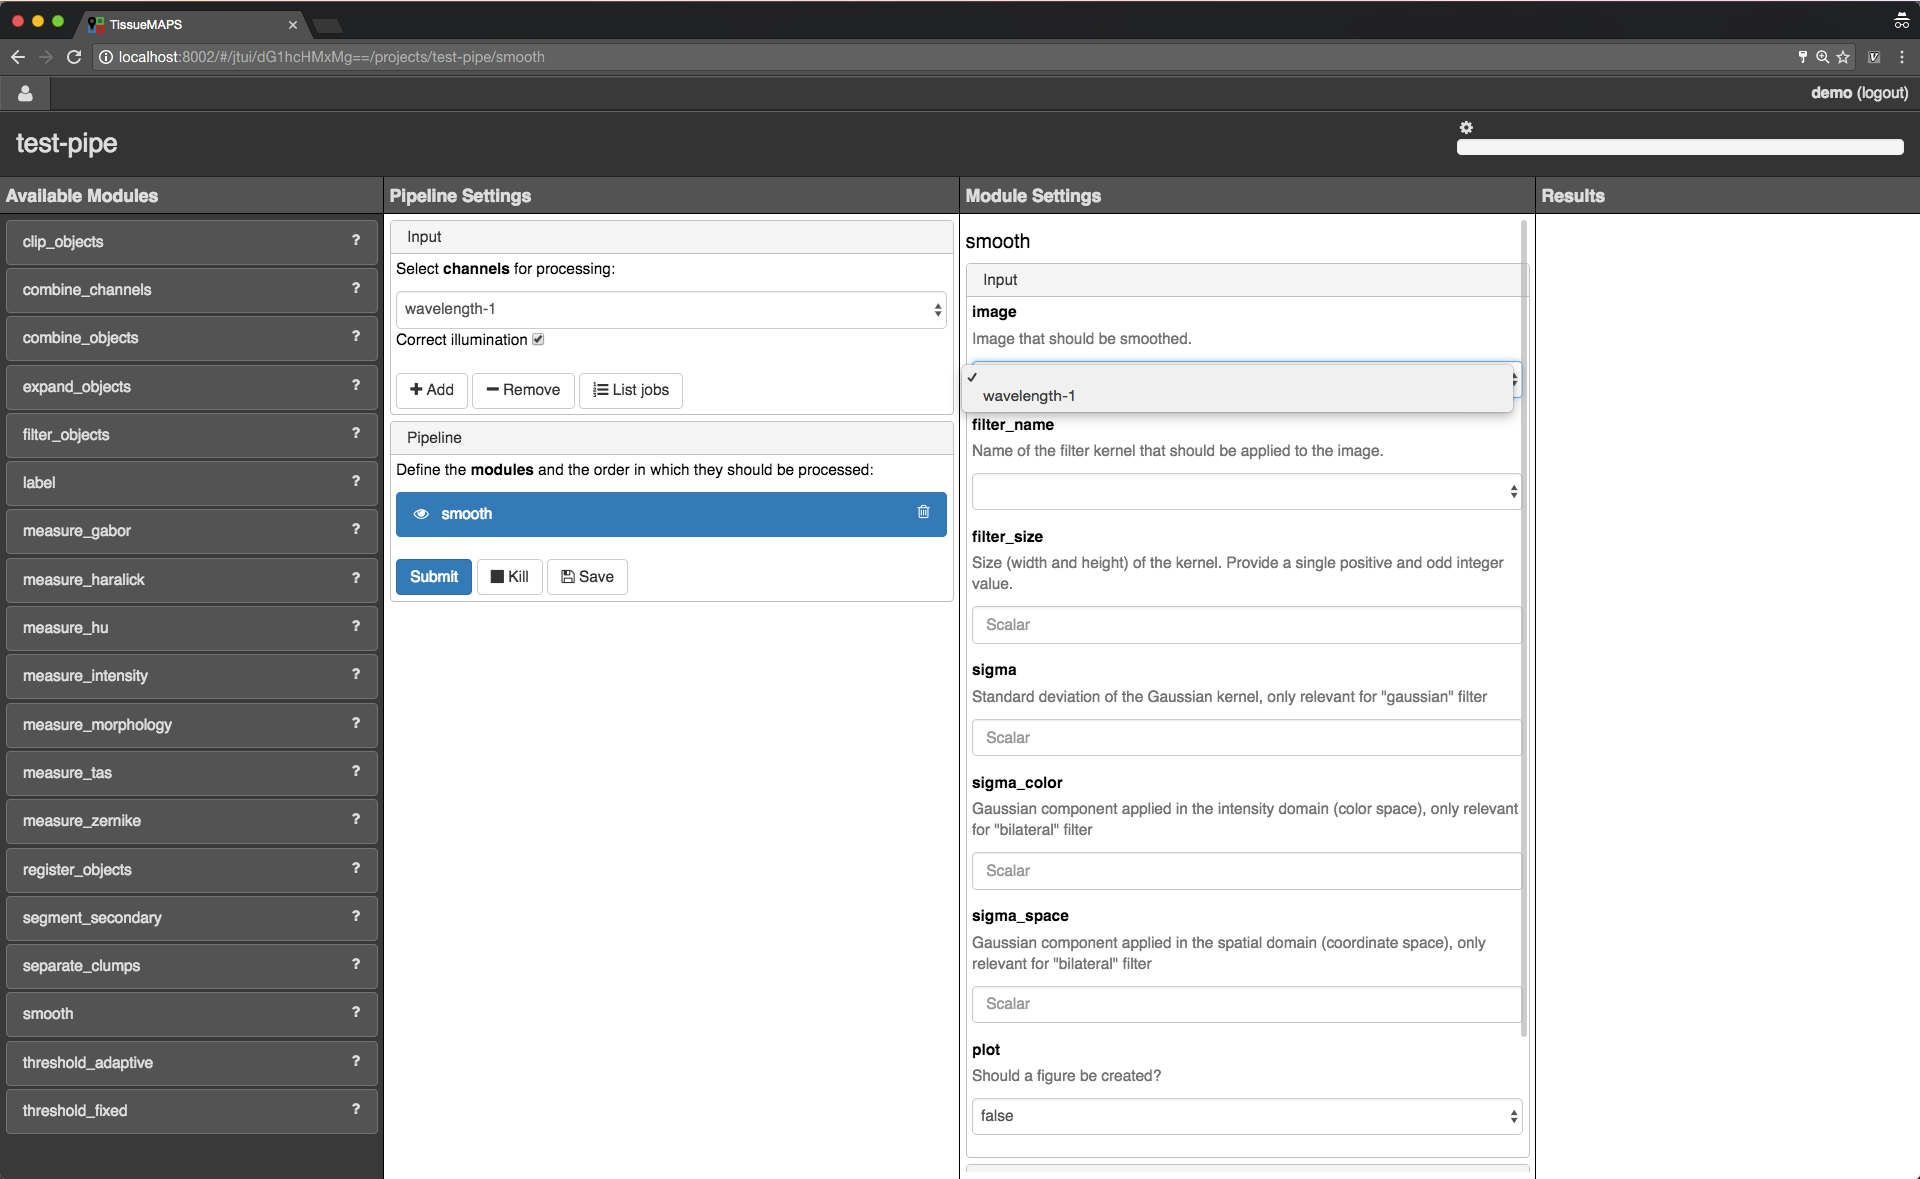 TissueMAPS
localhost:8002/#/jtui/dG1hcHMxMg==/projects/test-pipe/smooth
demo (logout)
test-pipe
Available Modules
clip_objects ?
combine_channels ?
combine_objects ?
expand_objects ?
filter_objects ?
label ?
measure_gabor ?
measure_haralick ?
measure_hu ?
measure_intensity ?
measure_morphology ?
measure_tas ?
measure_zernike ?
register_objects ?
segment_secondary ?
separate_clumps ?
smooth ?
threshold_adaptive ?
threshold_fixed ?
Pipeline Settings
Input
Select channels for processing:
wavelength-1
Correct illumination
Add Remove List jobs
Pipeline
Define the modules and the order in which they should be processed:
smooth
Submit Kill Save
Module Settings
smooth
Input
image
Image that should be smoothed.
wavelength-1
filter_name
Name of the filter kernel that should be applied to the image.
filter_size
Size (width and height) of the kernel. Provide a single positive and odd integer
value.
Scalar
sigma
Standard deviation of the Gaussian kernel, only relevant for "gaussian" filter
Scalar
sigma_color
Gaussian component applied in the intensity domain (color space), only relevant
for "bilateral" filter
Scalar
sigma_space
Gaussian component applied in the spatial domain (coordinate space), only
relevant for "bilateral" filter
Scalar
plot
Should a figure be created?
false
Results